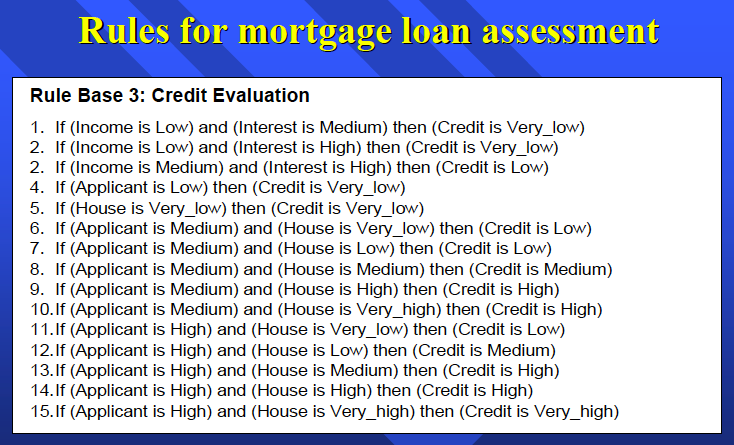 Rules for mortgage loan assessment
Rule Base 3: Credit Evaluation
1. If (Income is Low) and (Interest is Medium) then (Credit is Very_low)
2. If (Income is Low) and (Interest is High) then (Credit is Very_low)
2. If (Income is Medium) and (Interest is High) then (Credit is Low)
4. If (Applicant is Low) then (Credit is Very_low)
5. If (House is Very_low) then (Credit is Very_low)
6. If (Applicant is Medium) and (House is Very_low) then (Credit is Low)
7. If (Applicant is Medium) and (House is Low) then (Credit is Low)
8. If (Applicant is Medium) and (House is Medium) then (Credit is Medium)
9. If (Applicant is Medium) and (House is High) then (Credit is High)
10.If (Applicant is Medium) and (House is Very_high) then (Credit is High)
11.If (Applicant is High) and (House is Very_low) then (Credit is Low)
12.If (Applicant is High) and (House is Low) then (Credit is Medium)
13.If (Applicant is High) and (House is Medium) then (Credit is High)
14.If (Applicant is High) and (House is High) then (Credit is High)
15.If (Applicant is High) and (House is Very_high) then (Credit is Very_high)